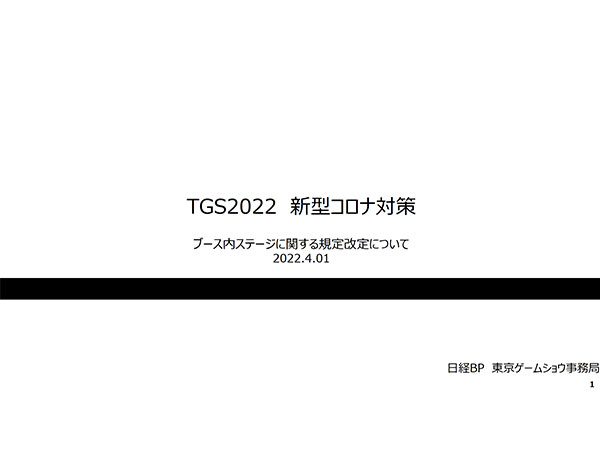 TGS2022　新型コロナ対策
ブース内ステージに関する規定改定について
2022.4.01
日経BP　東京ゲームショウ事務局
1